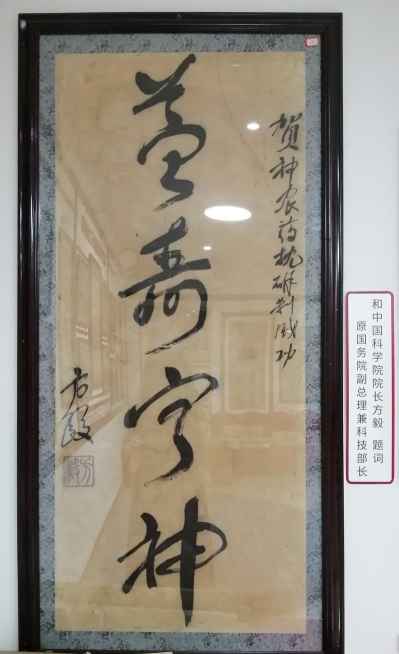 贺神农药枕研制成功
益寿宁神
方毅
原国务院副总理兼科技部长
和中国科学院院长方毅 题词